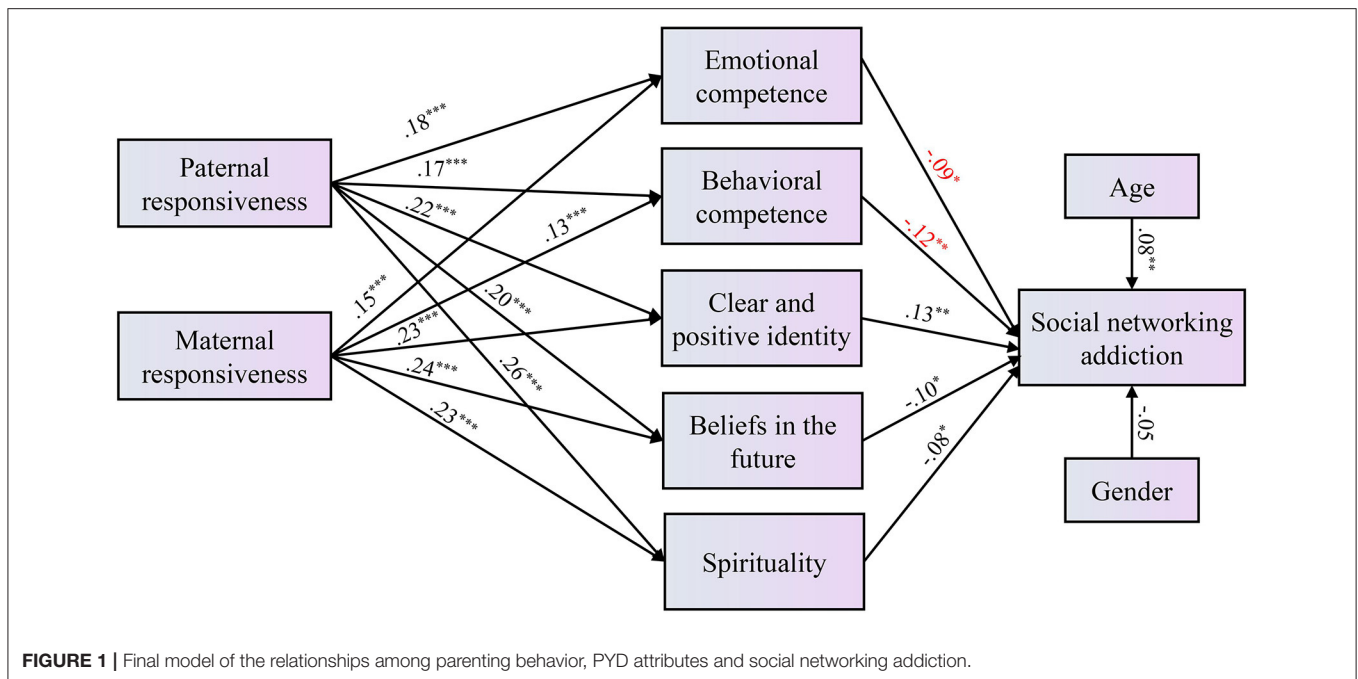 Emotional
competence
.18***
-.09*
Paternal
responsiveness
.17***
Behavioral
competence
Age
.22***
.13***
-.12**
.08**
.15***
.20***
Clear and
positive identity
.13**
Social networking
addiction
Maternal
responsiveness
.23***
.24***
.26***
-.10*
.23***
Beliefs in the
future
-.08*
-.05
Gender
Spirituality
FIGURE 1 | Final model of the relationships among parenting behavior, PYD attributes and social networking addiction.